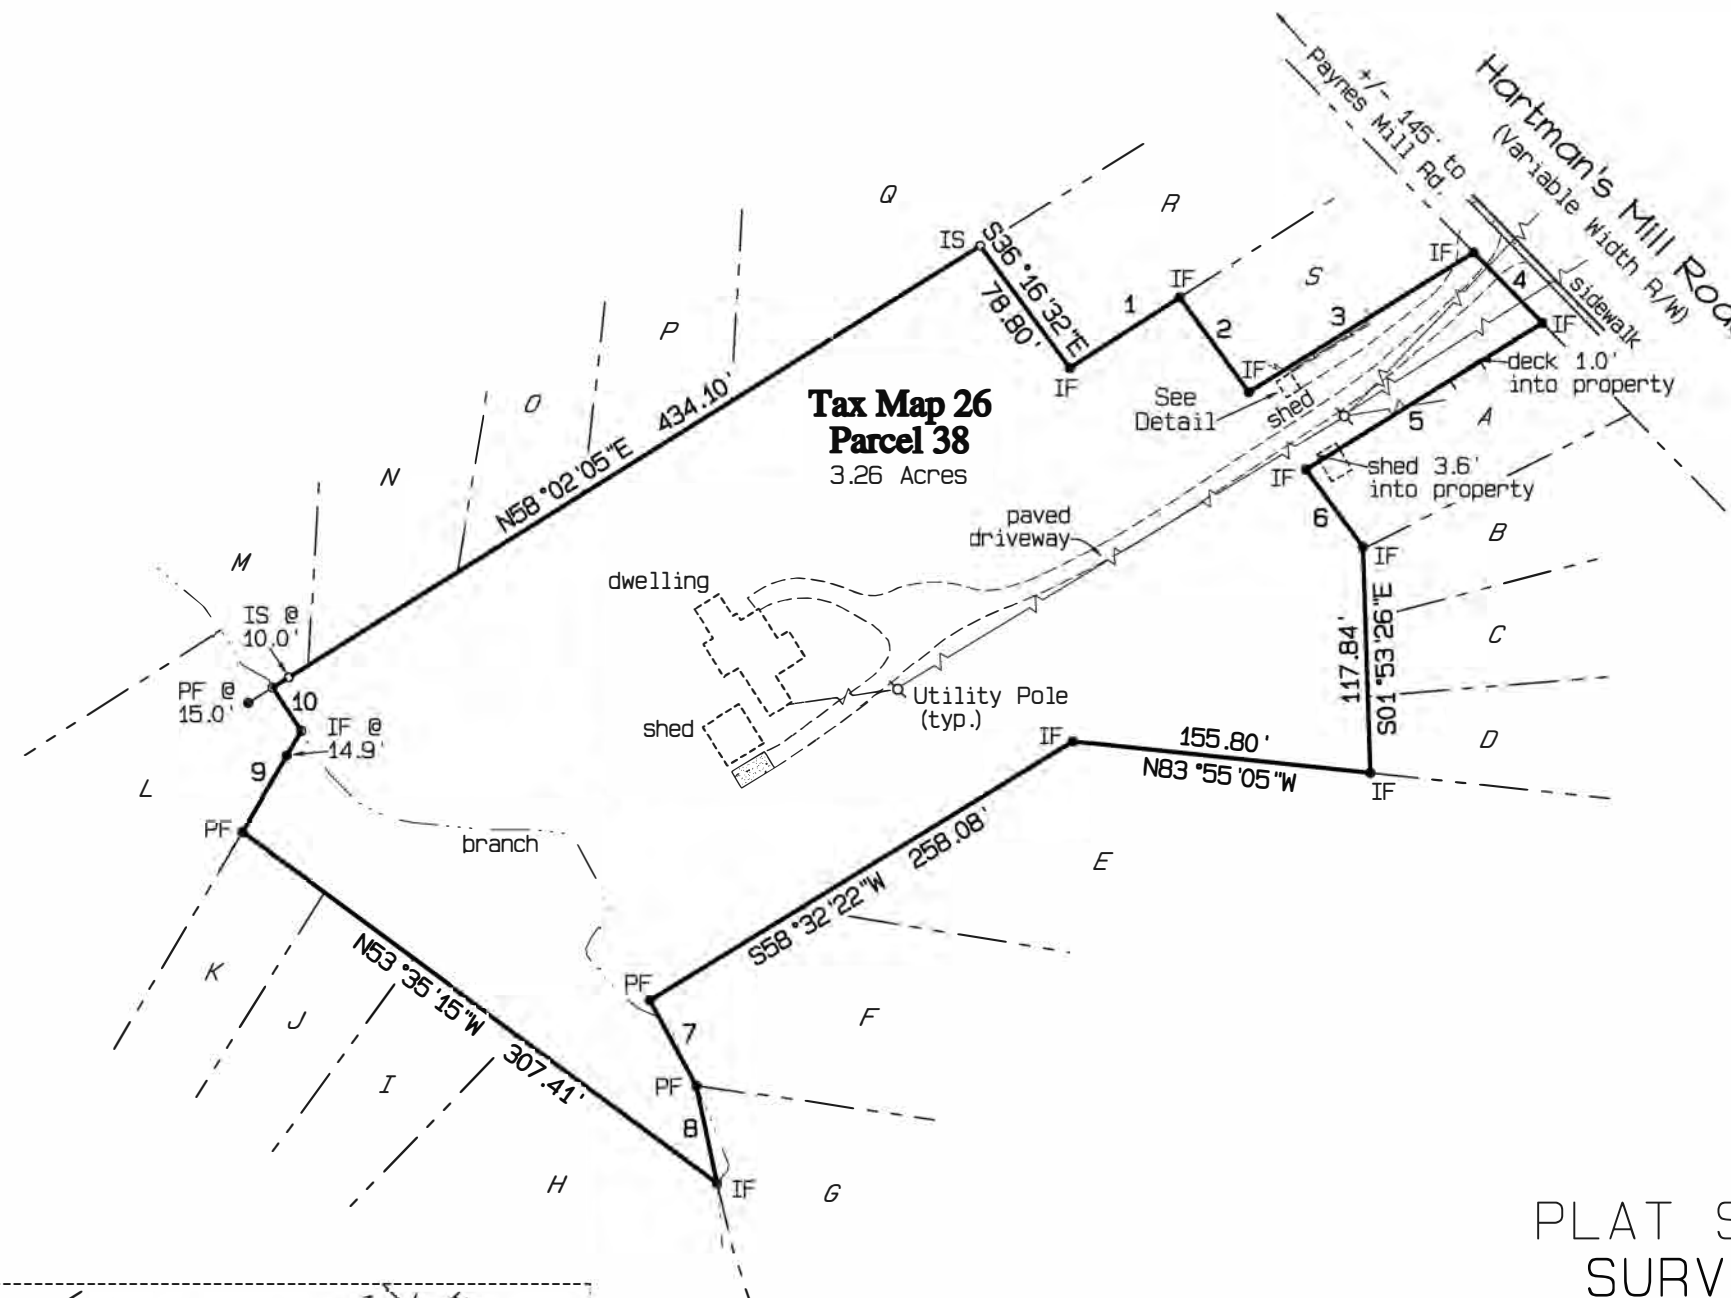 Hartman's Mill Road
(Variable Width R/W)
+/- 145' to
Paynes Mill Rd.
sidewalk
Q
R
S
IS
S36°16'32"E
78.80'
IF
1
IF
2
IF
3
IF
4
IF
deck 1.0'
into property
5
A
See
Detail
shed
shed 3.6'
into property
IF
6
IF
B
C
D
S01°53'26"E
117.84'
IF
P
O
N
M
434.10'
N58°02'05"E
Tax Map 26
Parcel 38
3.26 Acres
paved
driveway
dwelling
shed
Utility Pole
(typ.)
IS @
10.0'
PF @
15.0'
10
IF @
14.9'
9
L
PF
branch
IF
155.80'
N83°55'05"W
E
258.08'
S58°32'22"W
F
PF
7
PF
8
IF
G
H
I
J
K
N53°35'15"W
307.41'
PLAT S
SURV